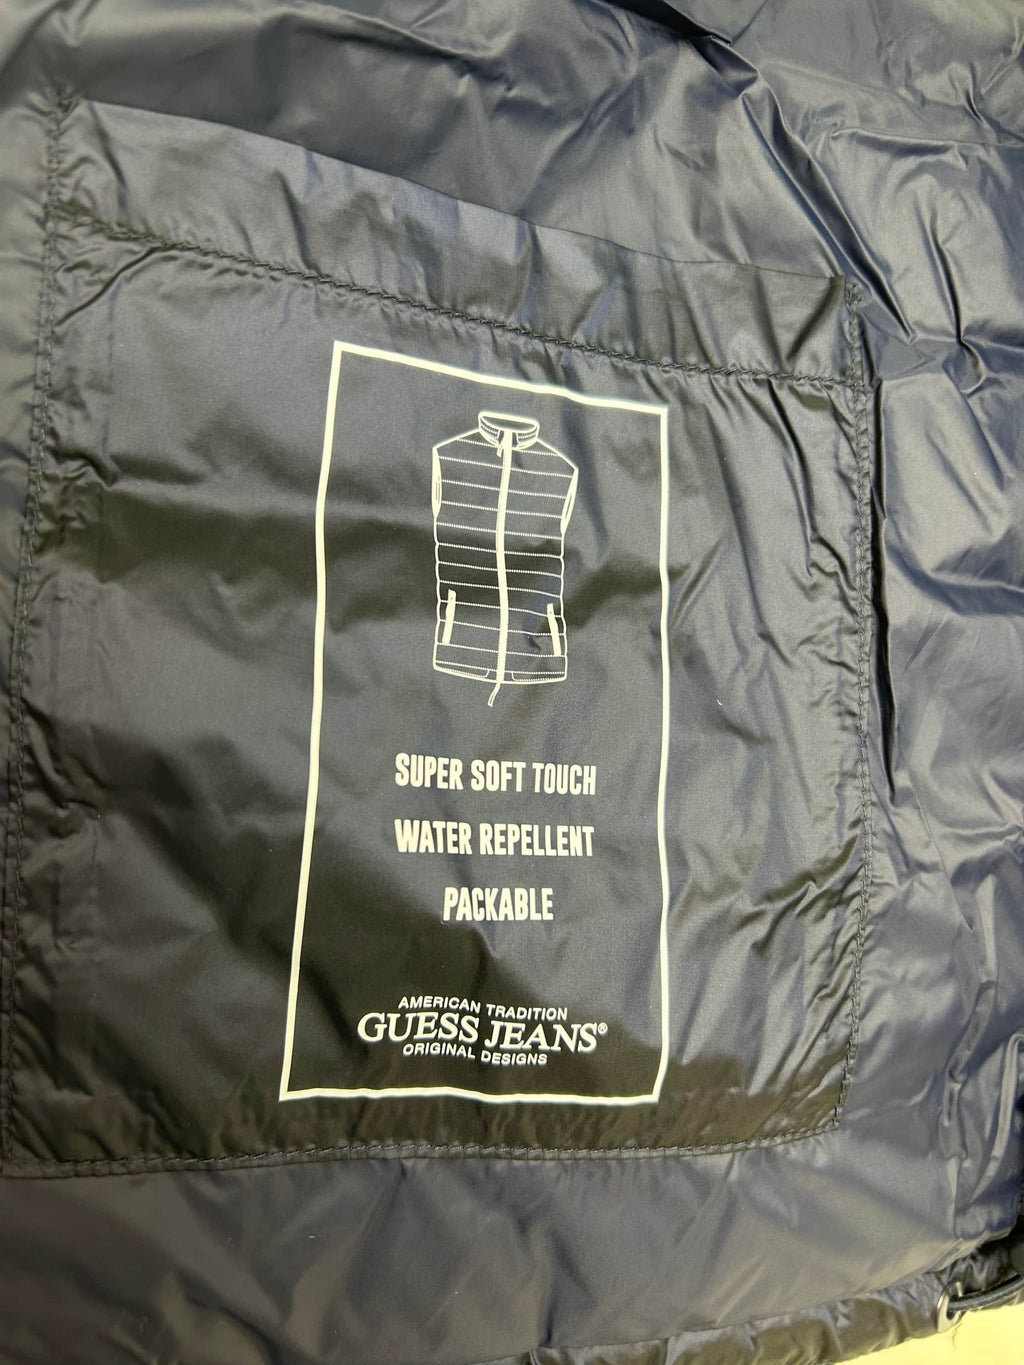 SUPER SOFT TOUCH
WATER REPELLENT
PACKABLE
AMERICAN TRADITION
GUESS JEANS®
ORIGINAL DESIGNS